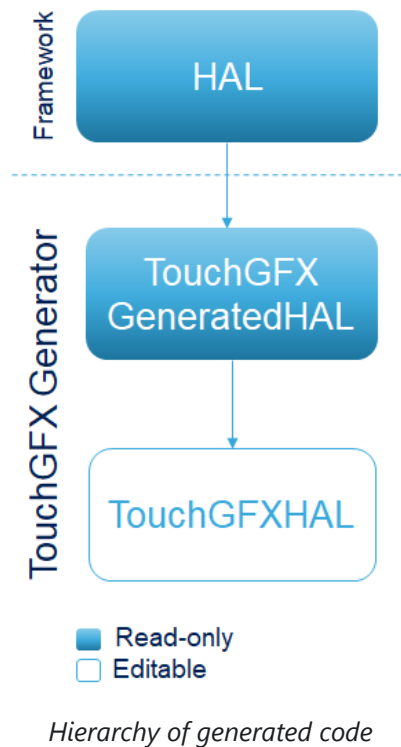 Framework
HAL
TouchGFX Generator
TouchGFX
GeneratedHAL
TouchGFXHAL
Read-only
Editable
Hierarchy of generated code